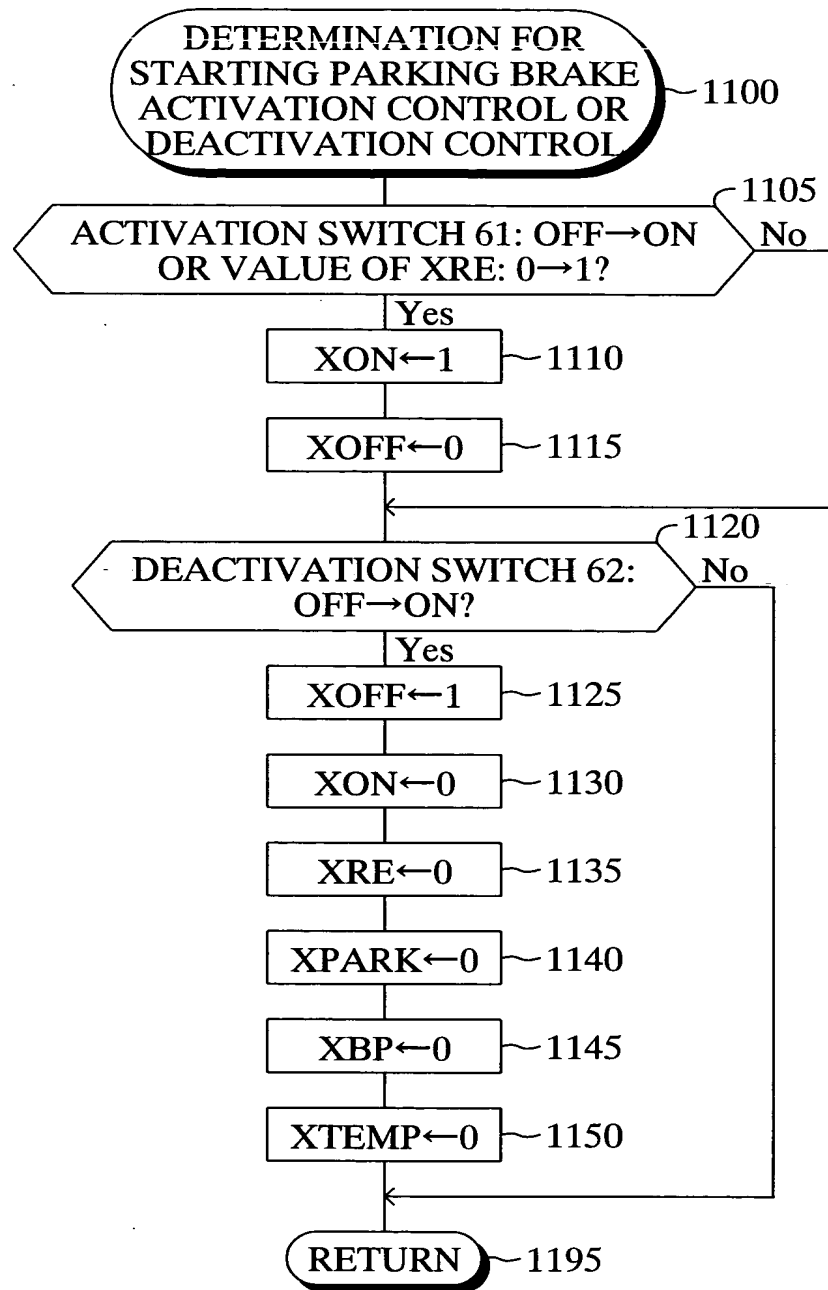 DETERMINATION FOR
STARTING PARKING BRAKE
ACTIVATION CONTROL OR
DEACTIVATION CONTROL
1100
1105
ACTIVATION SWITCH 61: OFF→ON
OR VALUE OF XRE: 0→1?
No
Yes
XON←1
1110
XOFF←0
1115
1120
DEACTIVATION SWITCH 62:
OFF→ON?
No
Yes
XOFF←1
1125
XON←0
1130
XRE←0
1135
XPARK←0
1140
XBP←0
1145
XTEMP←0
1150
RETURN
1195